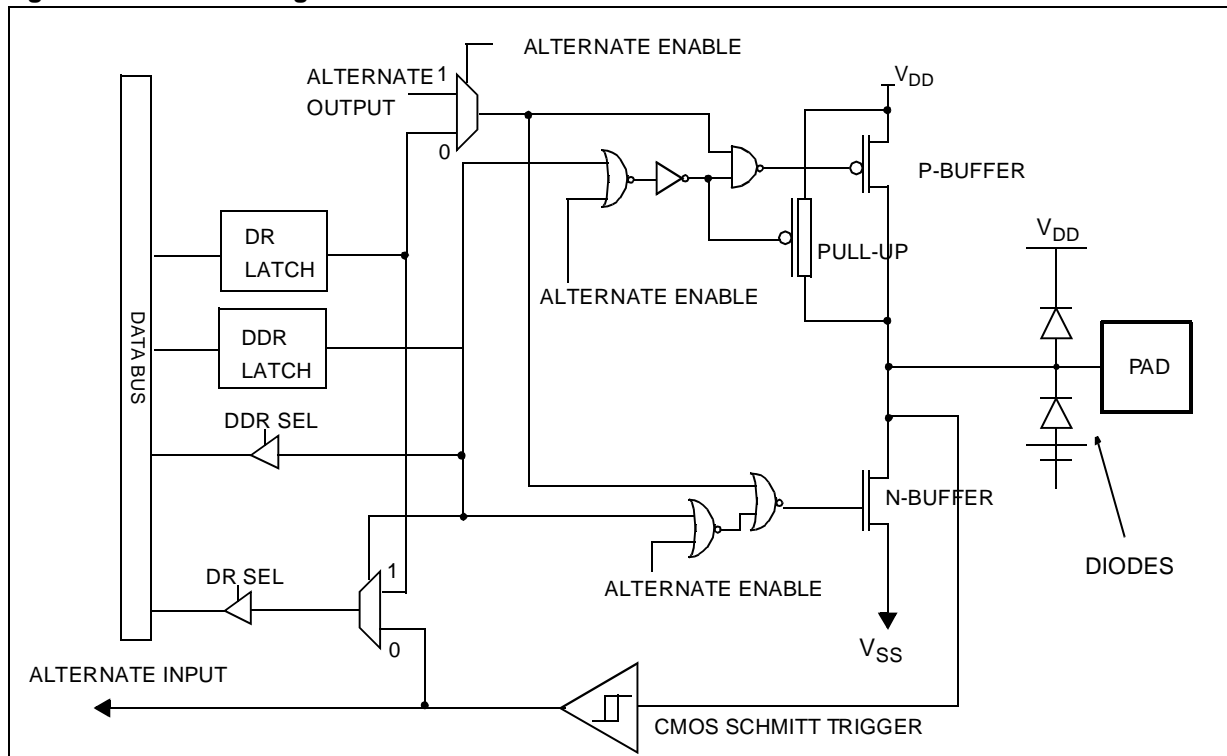 ALTERNATE ENABLE
ALTERNATE 1
OUTPUT
0
VDD
P-BUFFER
DR
LATCH
PULL-UP
VDD
ALTERNATE ENABLE
DATA BUS
DDR
LATCH
PAD
DDR SEL
N-BUFFER
DIODES
DR SEL
1
ALTERNATE ENABLE
0
VSS
ALTERNATE INPUT
CMOS SCHMITT TRIGGER